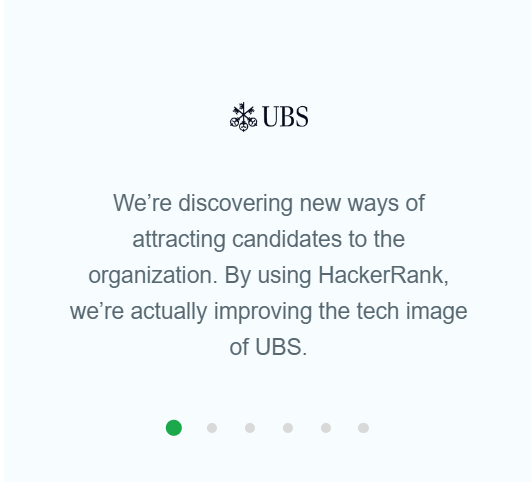 UBS
We’re discovering new ways of
attracting candidates to the
organization. By using HackerRank,
we’re actually improving the tech image
of UBS.